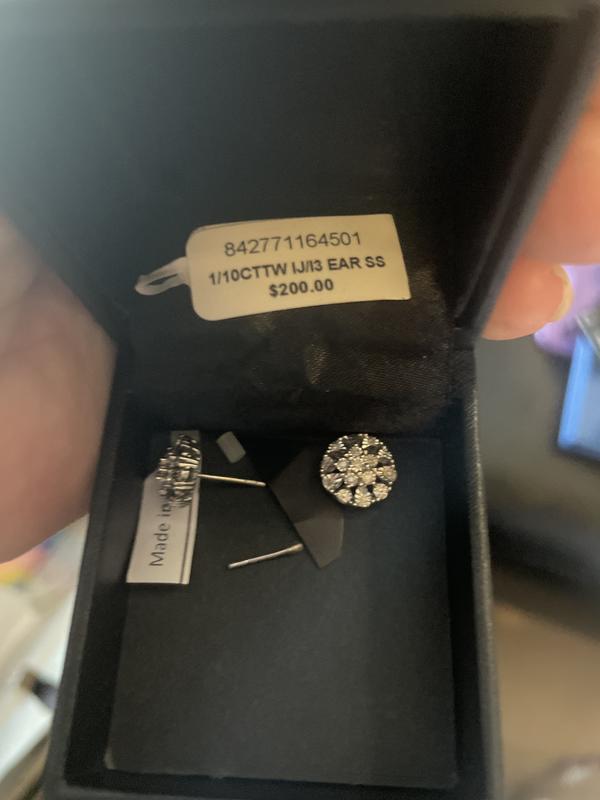 842771164501
1/10CTTW IJ/I3 EAR SS
$200.00
Made in